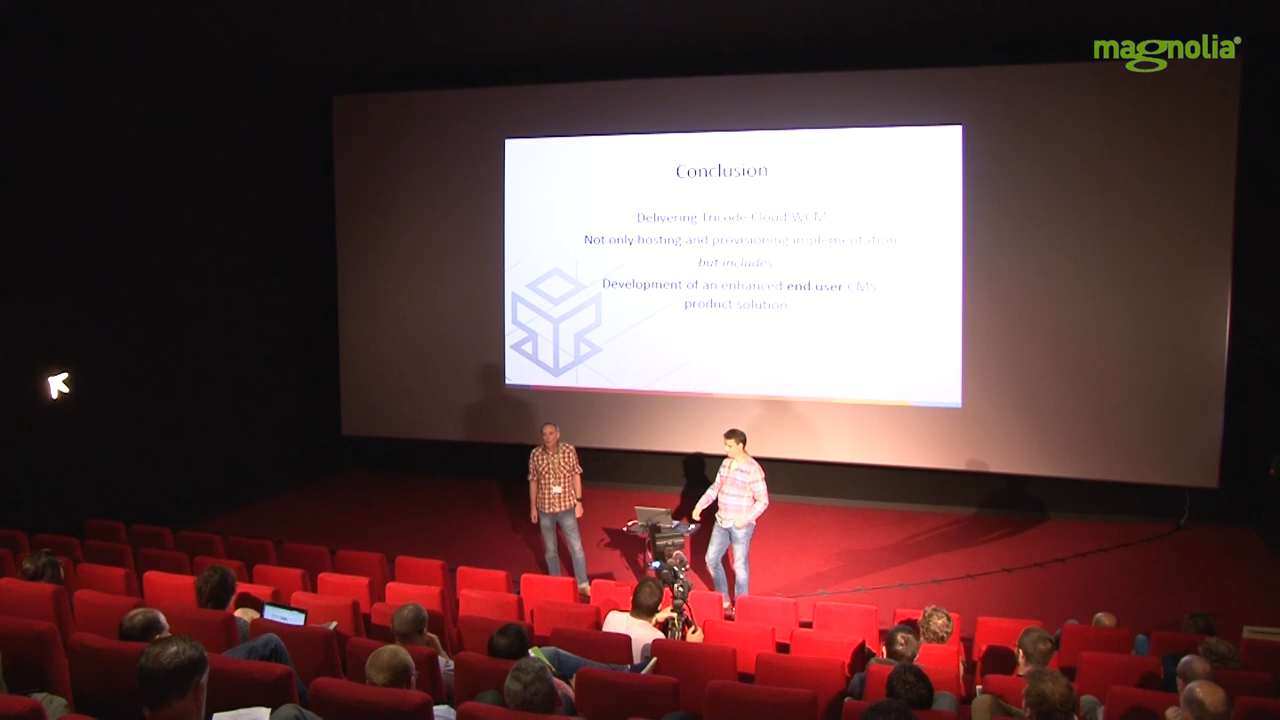 magnolia®
Conclusion
Delivering Tricode Cloud WCM
Not only hosting and provisioning implementation
but includes
Development of an enhanced end user CMS
product solution